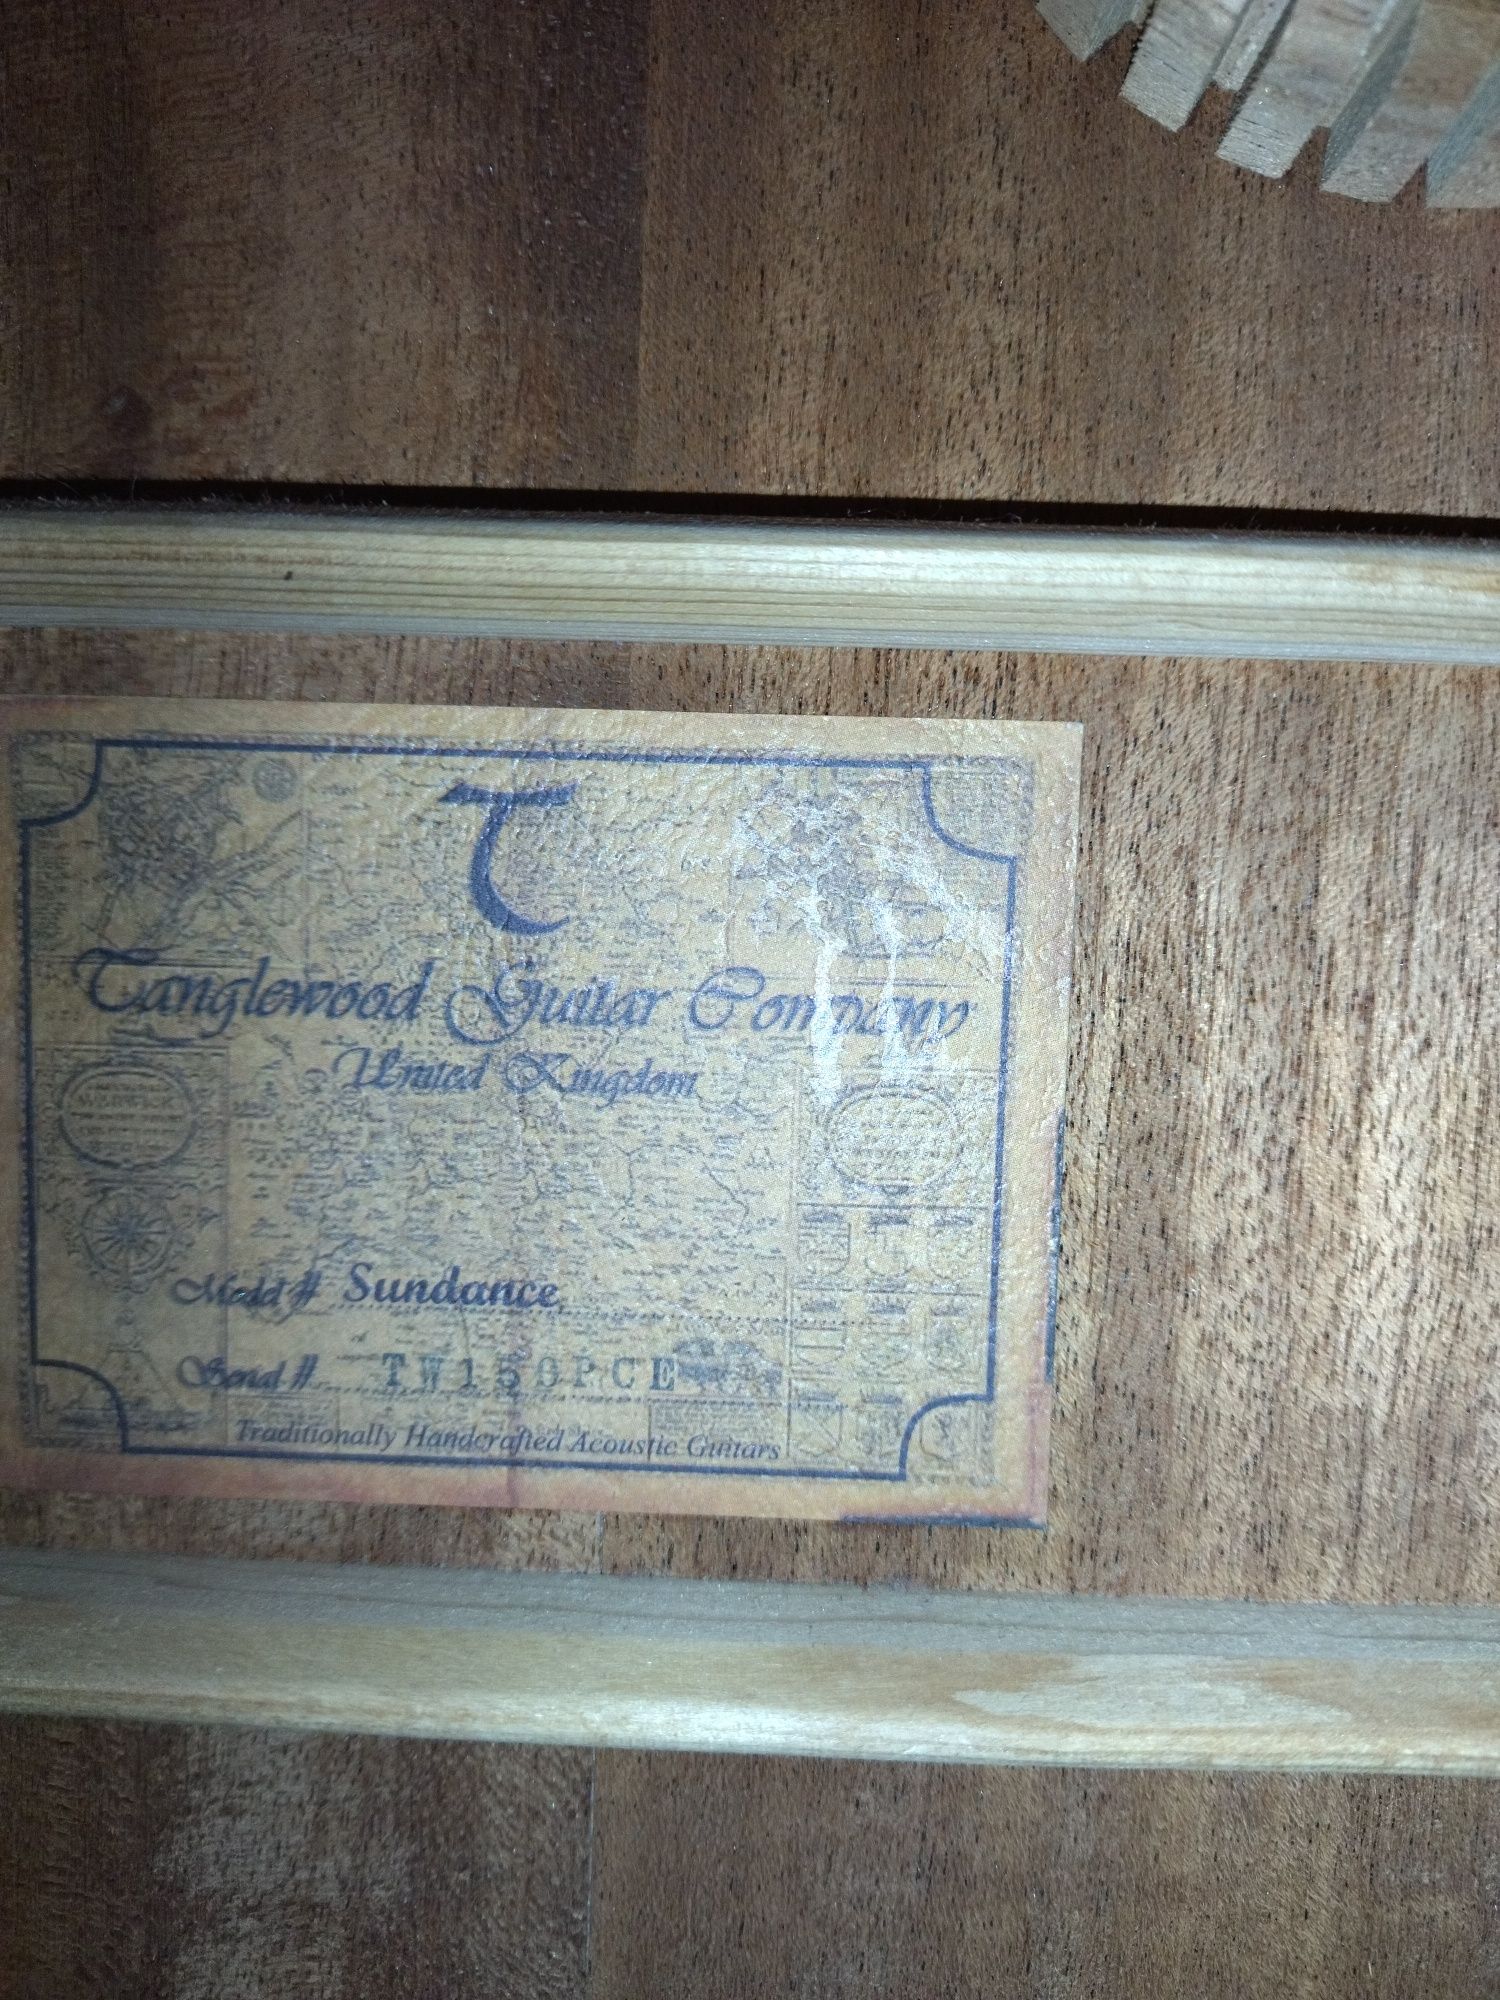 T
Tanglewood Guitar Company
United Kingdom
Model # Sundance
Serial # TW150PCE
Traditionally Handcrafted Acoustic Guitars